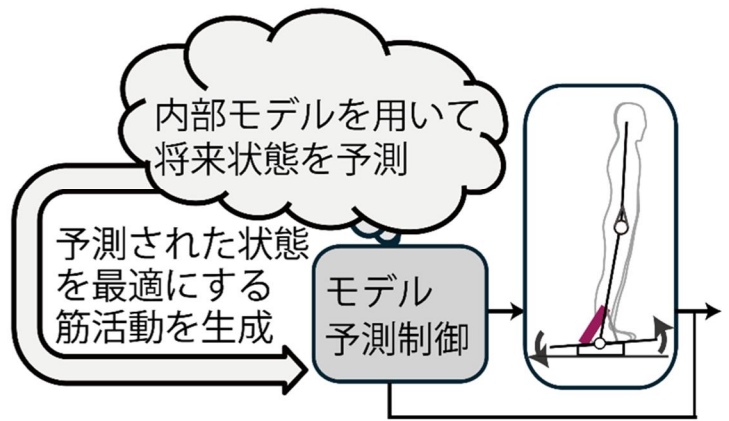 内部モデルを用いて
将来状態を予測
予測された状態
を最適にする
筋活動を生成
モデル
予測制御